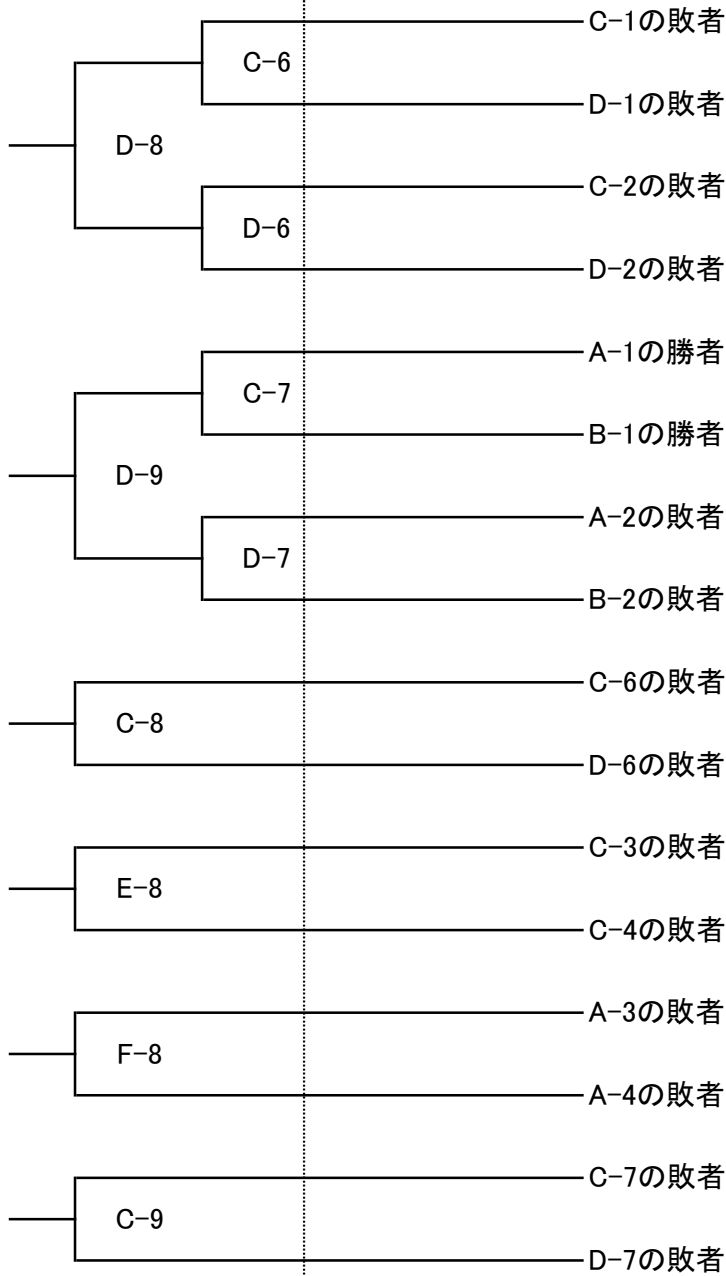 C-1の敗者
C-6
D-1の敗者
D-8
C-2の敗者
D-6
D-2の敗者
A-1の勝者
C-7
B-1の勝者
D-9
A-2の敗者
D-7
B-2の敗者
C-6の敗者
C-8
D-6の敗者
C-3の敗者
E-8
C-4の敗者
A-3の敗者
F-8
A-4の敗者
C-7の敗者
C-9
D-7の敗者